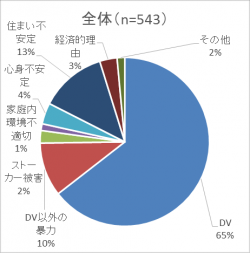 全体(n=543)
住まい不
安定
13%
経済的理
由
3%
その他
2%
心身不安
定
4%
家庭内
環境不
適切
1%
ストー
カー被害
2%
DV以外の
暴力
10%
DV
65%